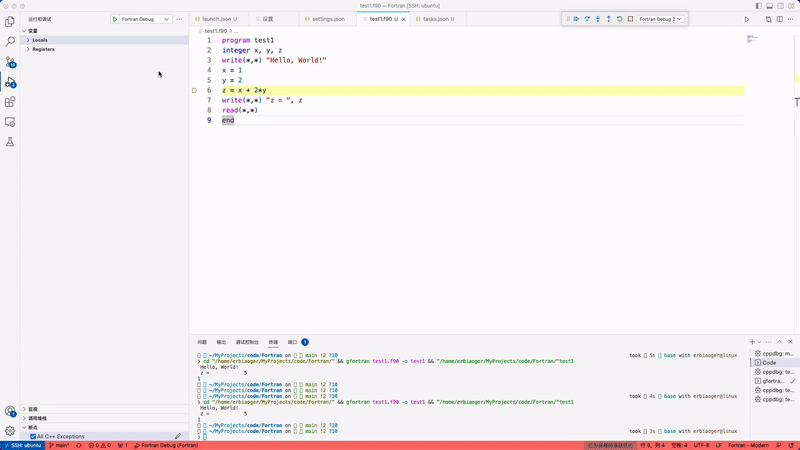 test1.f90 — Fortran [SSH: ubuntu]
运行和调试 Fortran Debug ···
launch.json U 设置 settings.json test1.f90 U tasks.json U
Fortran Debug 2
test1.f90 > ...
变量
Locals
Registers
1 program test1
2 integer x, y, z
3 write(*,*) "Hello, World!"
4 x = 1
5 y = 2
6 z = x + 2*y
7 write(*,*) "z = ", z
8 read(*,*)
9 end
问题 输出 调试控制台 终端 端口 1
~/MyProjects/code/Fortran on main !2 ?10 took 5s base with erbiaoger@linux
cd "/home/erbiaoger/MyProjects/code/Fortran/" && gfortran test1.f90 -o test1 && "/home/erbiaoger/MyProjects/code/Fortran/"test1
Hello, World!
z = 5
1
~/MyProjects/code/Fortran on main !2 ?10
~/MyProjects/code/Fortran on main !2 ?10 took 4s base with erbiaoger@linux
cd "/home/erbiaoger/MyProjects/code/Fortran/" && gfortran test1.f90 -o test1 && "/home/erbiaoger/MyProjects/code/Fortran/"test1
Hello, World!
z = 5
1
~/MyProjects/code/Fortran on main !2 ?10
~/MyProjects/code/Fortran on main !2 ?10 took 3s base with erbiaoger@linux
cppdbg: te...
Code
cppdbg: te...
gfortra...
cppdbg: te...
cppdbg: te...
监视
调用堆栈
断点
All C++ Exceptions
SSH: ubuntu main* 0 0 1 Fortran Debug (Fortran) 行 9, 列 4 空格: 4 UTF-8 LF Fortran - Modern